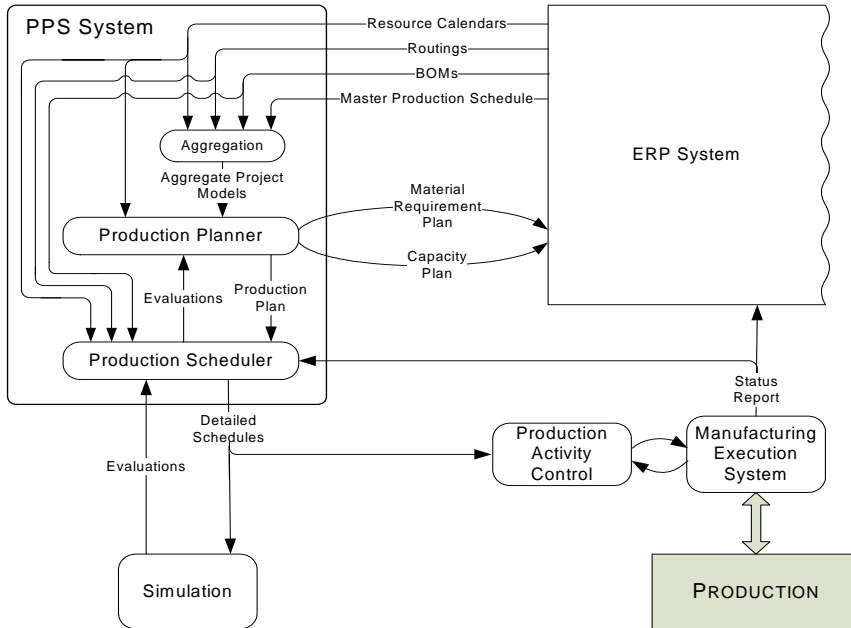 PPS System
Resource Calendars
Routings
BOMs
Master Production Schedule
ERP System
Aggregation
Aggregate Project
Models
Production Planner
Material
Requirement
Plan
Capacity
Plan
Evaluations
Production
Plan
Production Scheduler
Status
Report
Detailed
Schedules
Evaluations
Production
Activity
Control
Manufacturing
Execution
System
Simulation
PRODUCTION